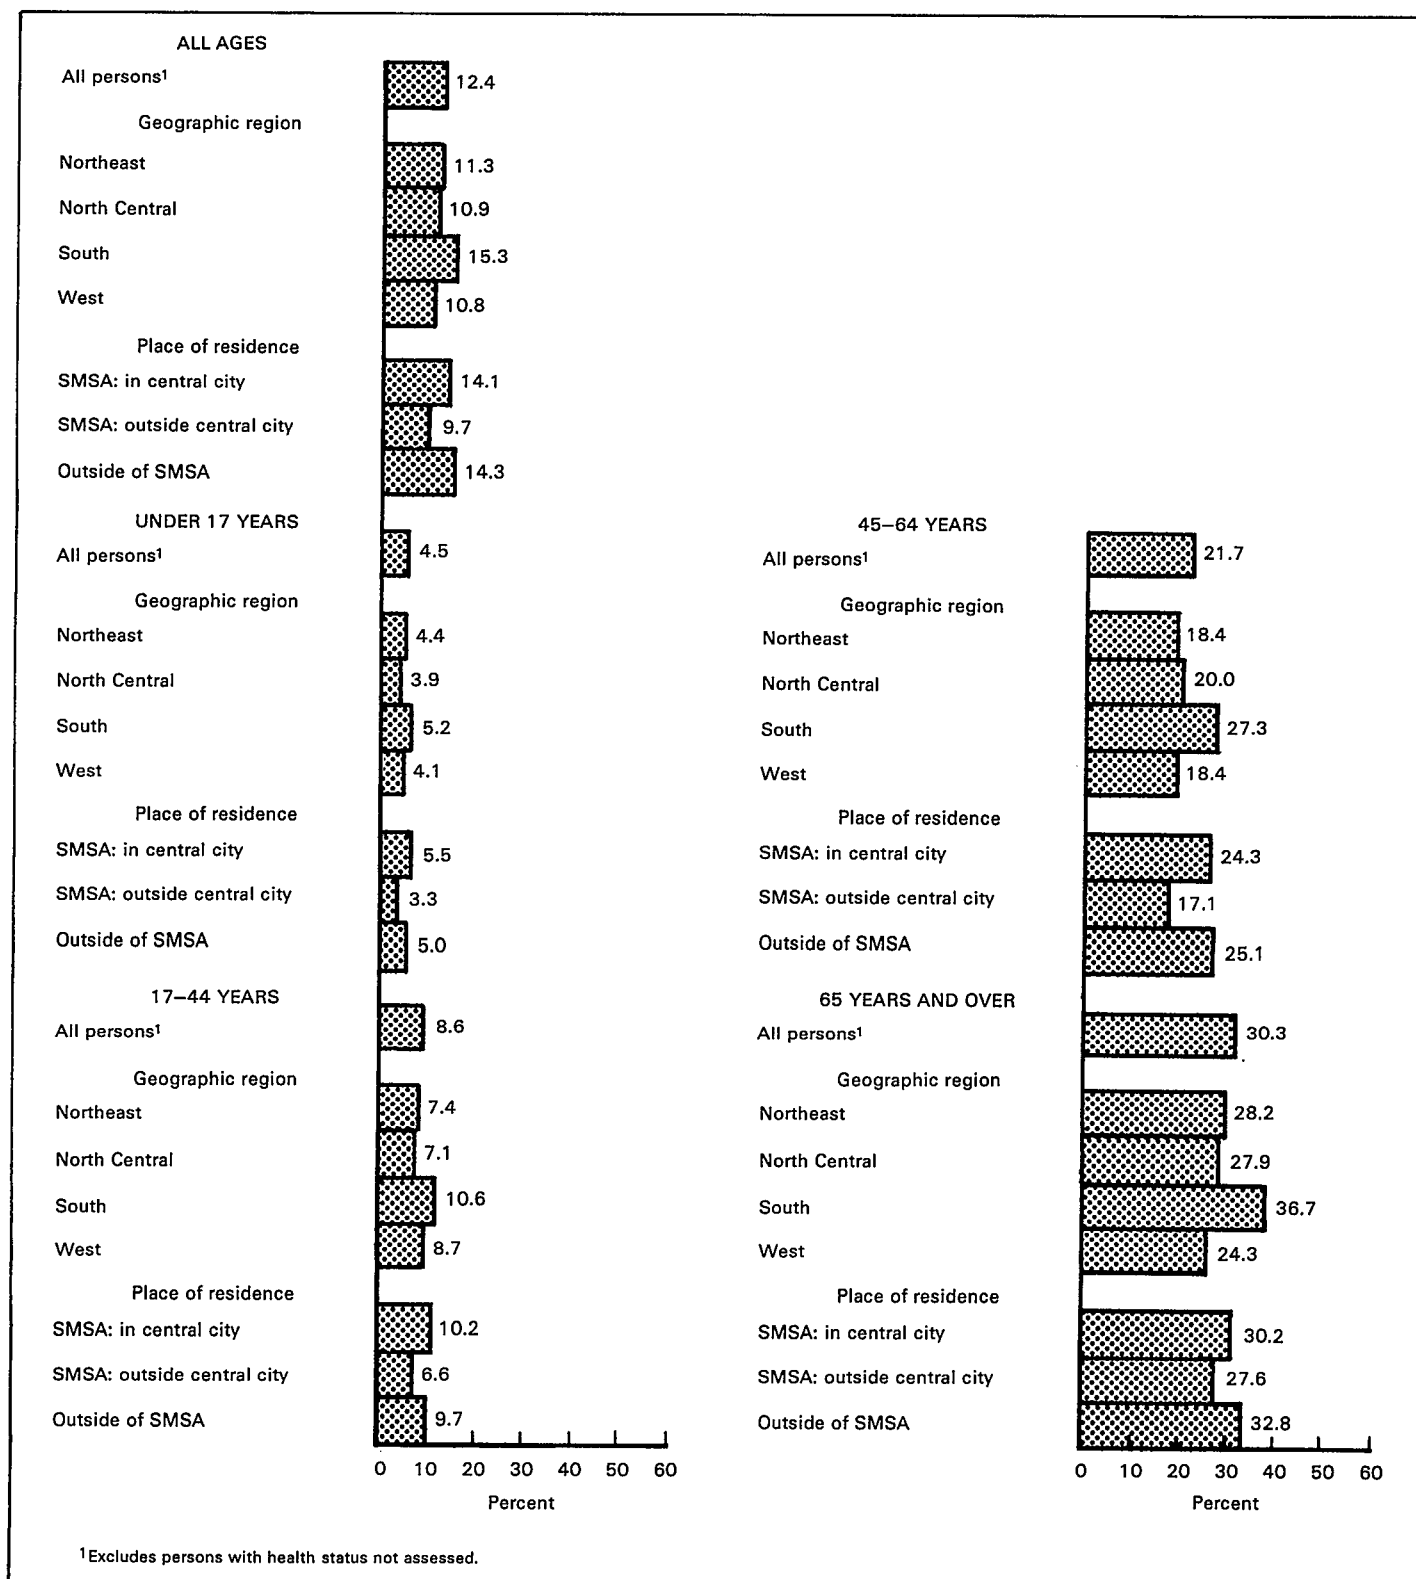 ALL AGES
All persons¹ 12.4
Geographic region
Northeast 11.3
North Central 10.9
South 15.3
West 10.8
Place of residence
SMSA: in central city 14.1
SMSA: outside central city 9.7
Outside of SMSA 14.3
UNDER 17 YEARS
All persons¹ 4.5
Geographic region
Northeast 4.4
North Central 3.9
South 5.2
West 4.1
Place of residence
SMSA: in central city 5.5
SMSA: outside central city 3.3
Outside of SMSA 5.0
17–44 YEARS
All persons¹ 8.6
Geographic region
Northeast 7.4
North Central 7.1
South 10.6
West 8.7
Place of residence
SMSA: in central city 10.2
SMSA: outside central city 6.6
Outside of SMSA 9.7
0 10 20 30 40 50 60
Percent
45–64 YEARS
All persons¹ 21.7
Geographic region
Northeast 18.4
North Central 20.0
South 27.3
West 18.4
Place of residence
SMSA: in central city 24.3
SMSA: outside central city 17.1
Outside of SMSA 25.1
65 YEARS AND OVER
All persons¹ 30.3
Geographic region
Northeast 28.2
North Central 27.9
South 36.7
West 24.3
Place of residence
SMSA: in central city 30.2
SMSA: outside central city 27.6
Outside of SMSA 32.8
0 10 20 30 40 50 60
Percent
¹Excludes persons with health status not assessed.